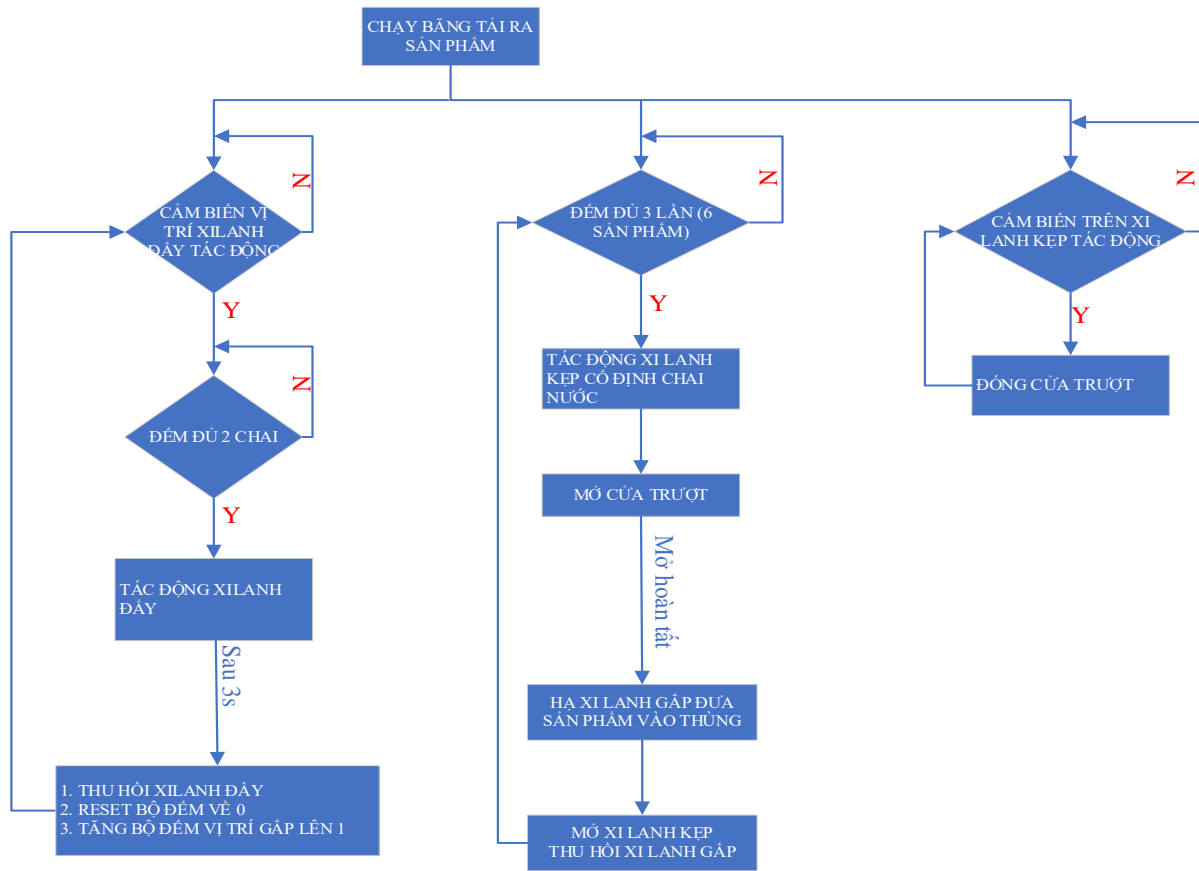 CHẠY BĂNG TẢI RA
SẢN PHẨM
N
CẢM BIẾN VỊ
TRÍ XILANH
ĐẨY TÁC ĐỘNG
Y
N
ĐẾM ĐỦ 2 CHAI
Y
TÁC ĐỘNG XILANH
ĐẨY
Sau 3s
1. THU HỒI XILANH ĐẨY
2. RESET BỘ ĐẾM VỀ 0
3. TĂNG BỘ ĐẾM VỊ TRÍ GẮP LÊN 1
N
ĐẾM ĐỦ 3 LẦN (6
SẢN PHẨM)
Y
TÁC ĐỘNG XI LANH
KẸP CỐ ĐỊNH CHAI
NƯỚC
MỞ CỬA TRƯỢT
Mở hoàn tất
HẠ XI LANH GẮP ĐƯA
SẢN PHẨM VÀO THÙNG
MỞ XI LANH KẸP
THU HỒI XI LANH GẮP
N
CẢM BIẾN TRÊN XI
LANH KẸP TÁC ĐỘNG
Y
ĐÓNG CỬA TRƯỢT